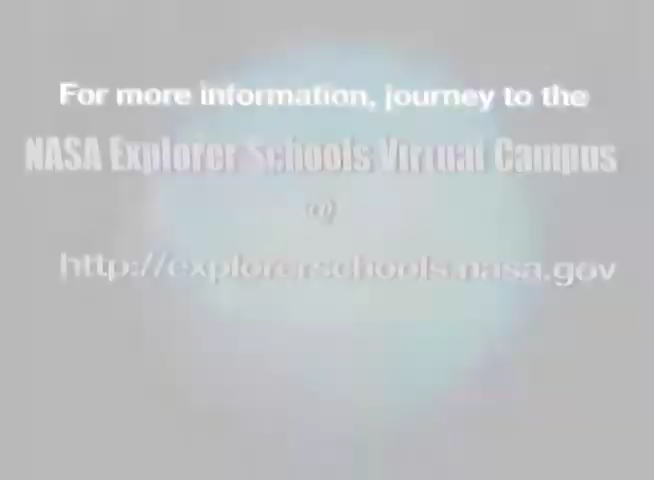 For more information, journey to the
NASA Explorer Schools Virtual Campus
@
http://explorerschools.nasa.gov